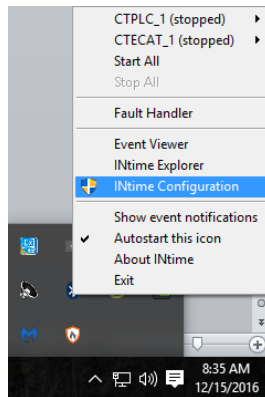 CTPLC_1 (stopped)
CTECAT_1 (stopped)
Start All
Stop All
Fault Handler
Event Viewer
INtime Explorer
INtime Configuration
Show event notifications
Autostart this icon
About INtime
Exit
8:35 AM
12/15/2016